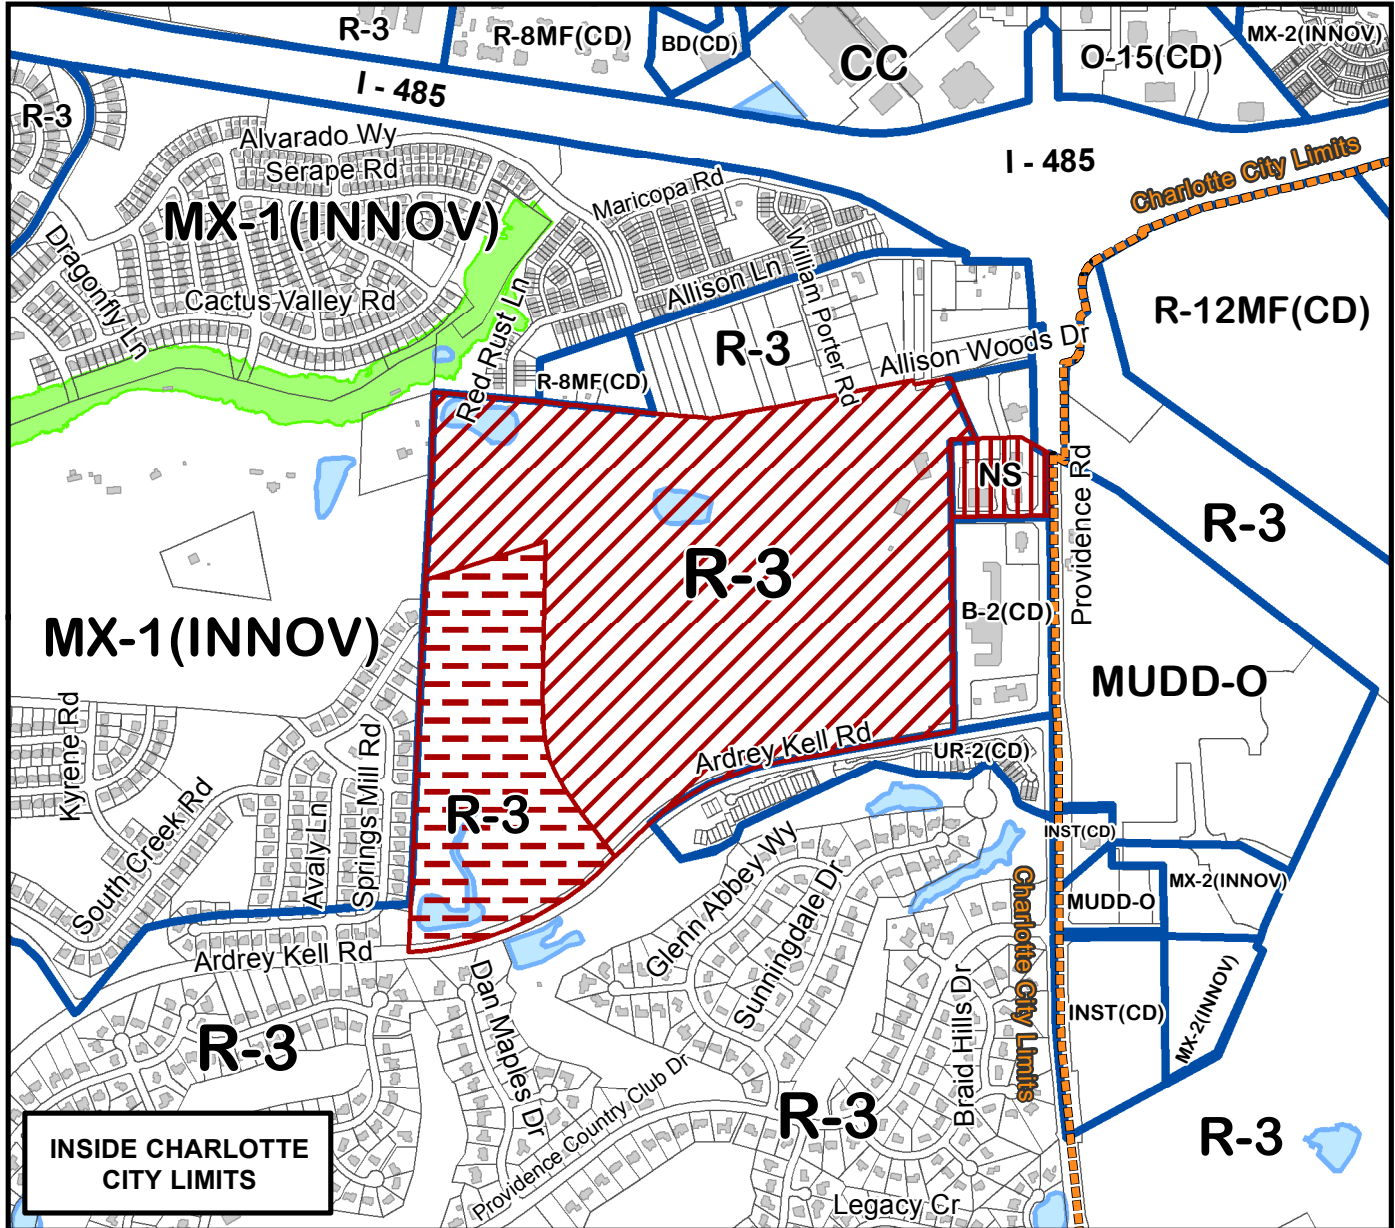 R-3
R-8MF(CD)
BD(CD)
CC
O-15(CD)
MX-2(INNOV)
I - 485
R-3
Alvarado Wy
Serape Rd
I - 485
Charlotte City Limits
Maricopa Rd
MX-1(INNOV)
Dragonfly Ln
Cactus Valley Rd
Red Rust Ln
Allison Ln
William Porter Rd
R-3
Allison Woods Dr
R-12MF(CD)
R-8MF(CD)
NS
Providence Rd
R-3
R-3
B-2(CD)
MX-1(INNOV)
MUDD-O
Kyrene Rd
South Creek Rd
Avaly Ln
Springs Mill Rd
R-3
Ardrey Kell Rd
UR-2(CD)
INST(CD)
MX-2(INNOV)
MUDD-O
Glenn Abbey Wy
Sunningdale Dr
Charlotte City Limits
Ardrey Kell Rd
Dan Maples Dr
Braid Hills Dr
INST(CD)
MX-2(INNOV)
R-3
Providence Country Club Dr
R-3
R-3
INSIDE CHARLOTTE
CITY LIMITS
Legacy Cr